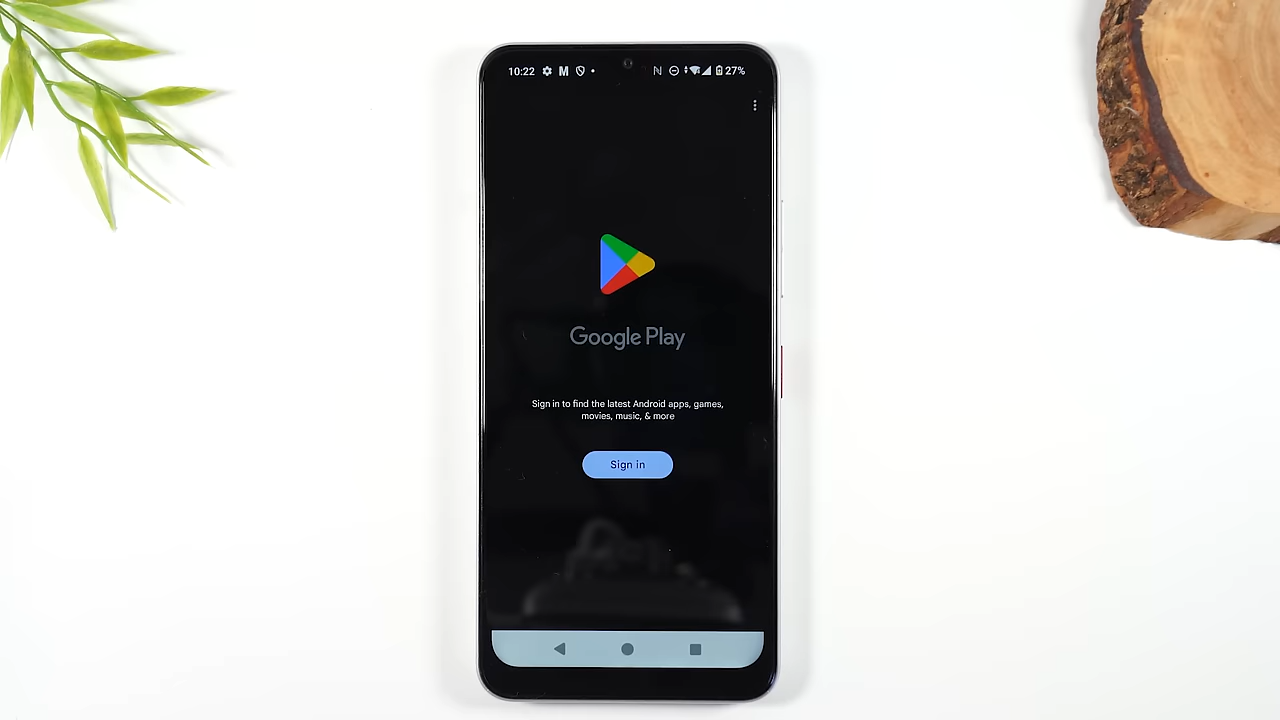 10:22 M 27%
Google Play
Sign in to find the latest Android apps, games,
movies, music, & more
Sign in